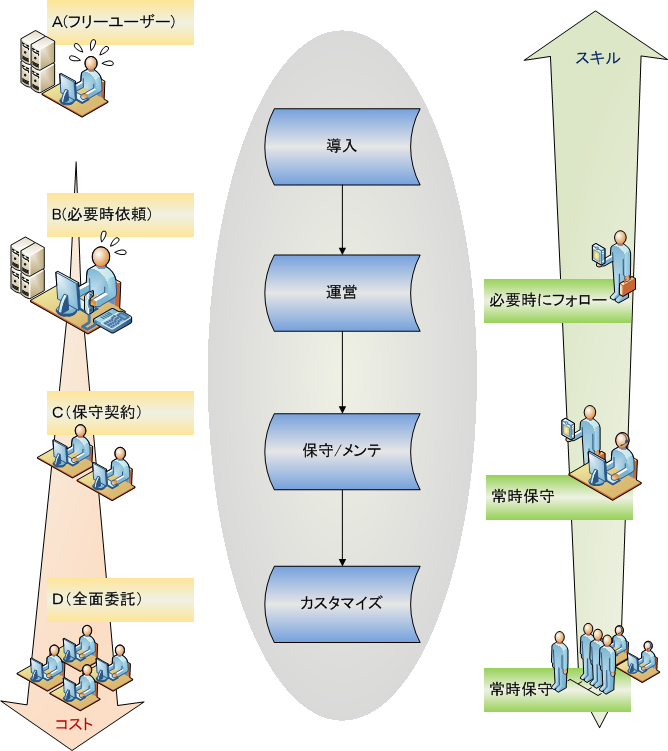 A(フリーユーザー)
B(必要時依頼)
C(保守契約)
D(全面委託)
コスト
導入
運営
保守/メンテ
カスタマイズ
スキル
必要時にフォロー
常時保守
常時保守